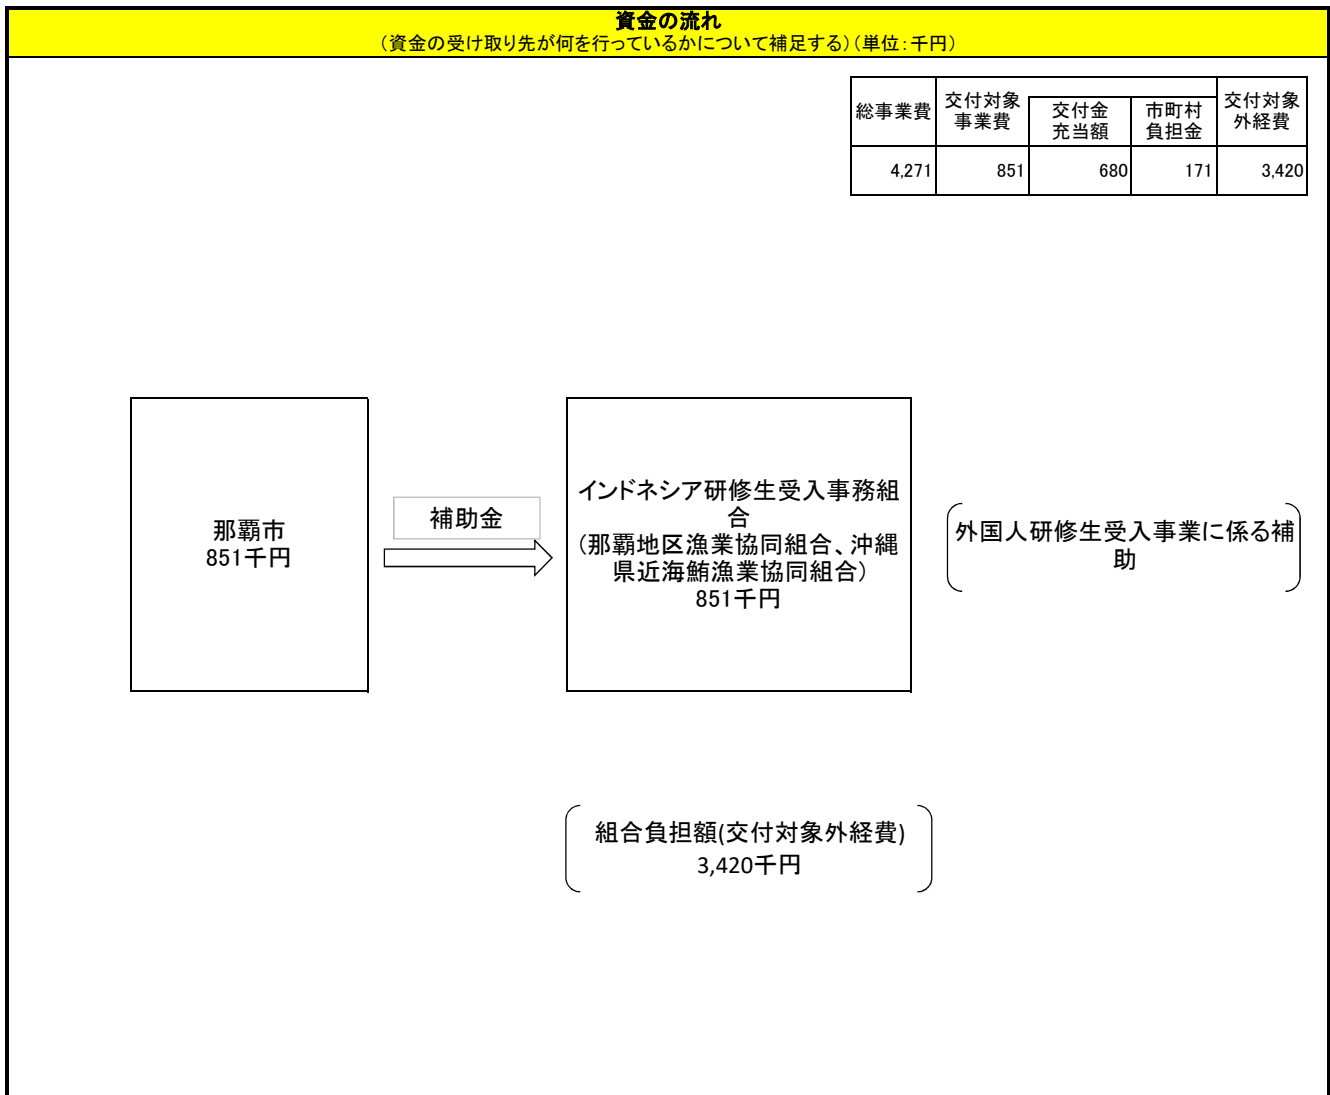 資金の流れ
（資金の受け取り先が何を行っているかについて補足する）（単位：千円）
総事業費
交付対象
事業費
交付金
充当額
市町村
負担金
交付対象
外経費
4,271
851
680
171
3,420
那覇市
851千円
補助金
インドネシア研修生受入事務組
合
（那覇地区漁業協同組合、沖縄
県近海鮪漁業協同組合）
851千円
外国人研修生受入事業に係る補
助
組合負担額(交付対象外経費)
3,420千円